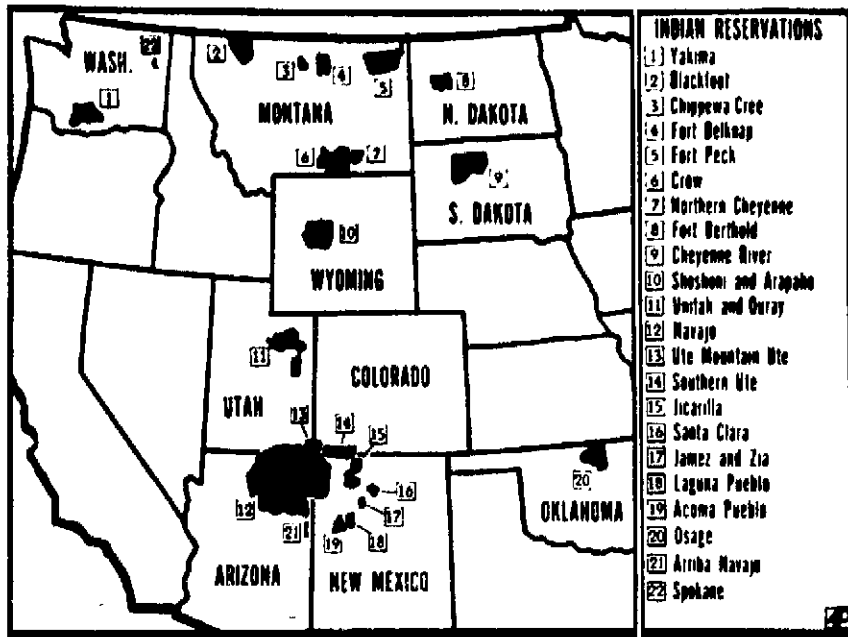 WASH.
22
1
2
3
4
5
MONTANA
6
7
8
N. DAKOTA
9
S. DAKOTA
10
WYOMING
11
UTAH
COLORADO
13
14
15
12
16
17
21
19
18
20
OKLAHOMA
ARIZONA
NEW MEXICO
INDIAN RESERVATIONS
1 Yakima
2 Blackfoot
3 Chippewa Cree
4 Fort Belknap
5 Fort Peck
6 Crow
7 Northern Cheyenne
8 Fort Berthold
9 Cheyenne River
10 Shoshoni and Arapaho
11 Unitah and Ouray
12 Navajo
13 Ute Mountain Ute
14 Southern Ute
15 Jicarilla
16 Santa Clara
17 Jamez and Zia
18 Laguna Pueblo
19 Acoma Pueblo
20 Osage
21 Arriba Navajo
22 Spokane